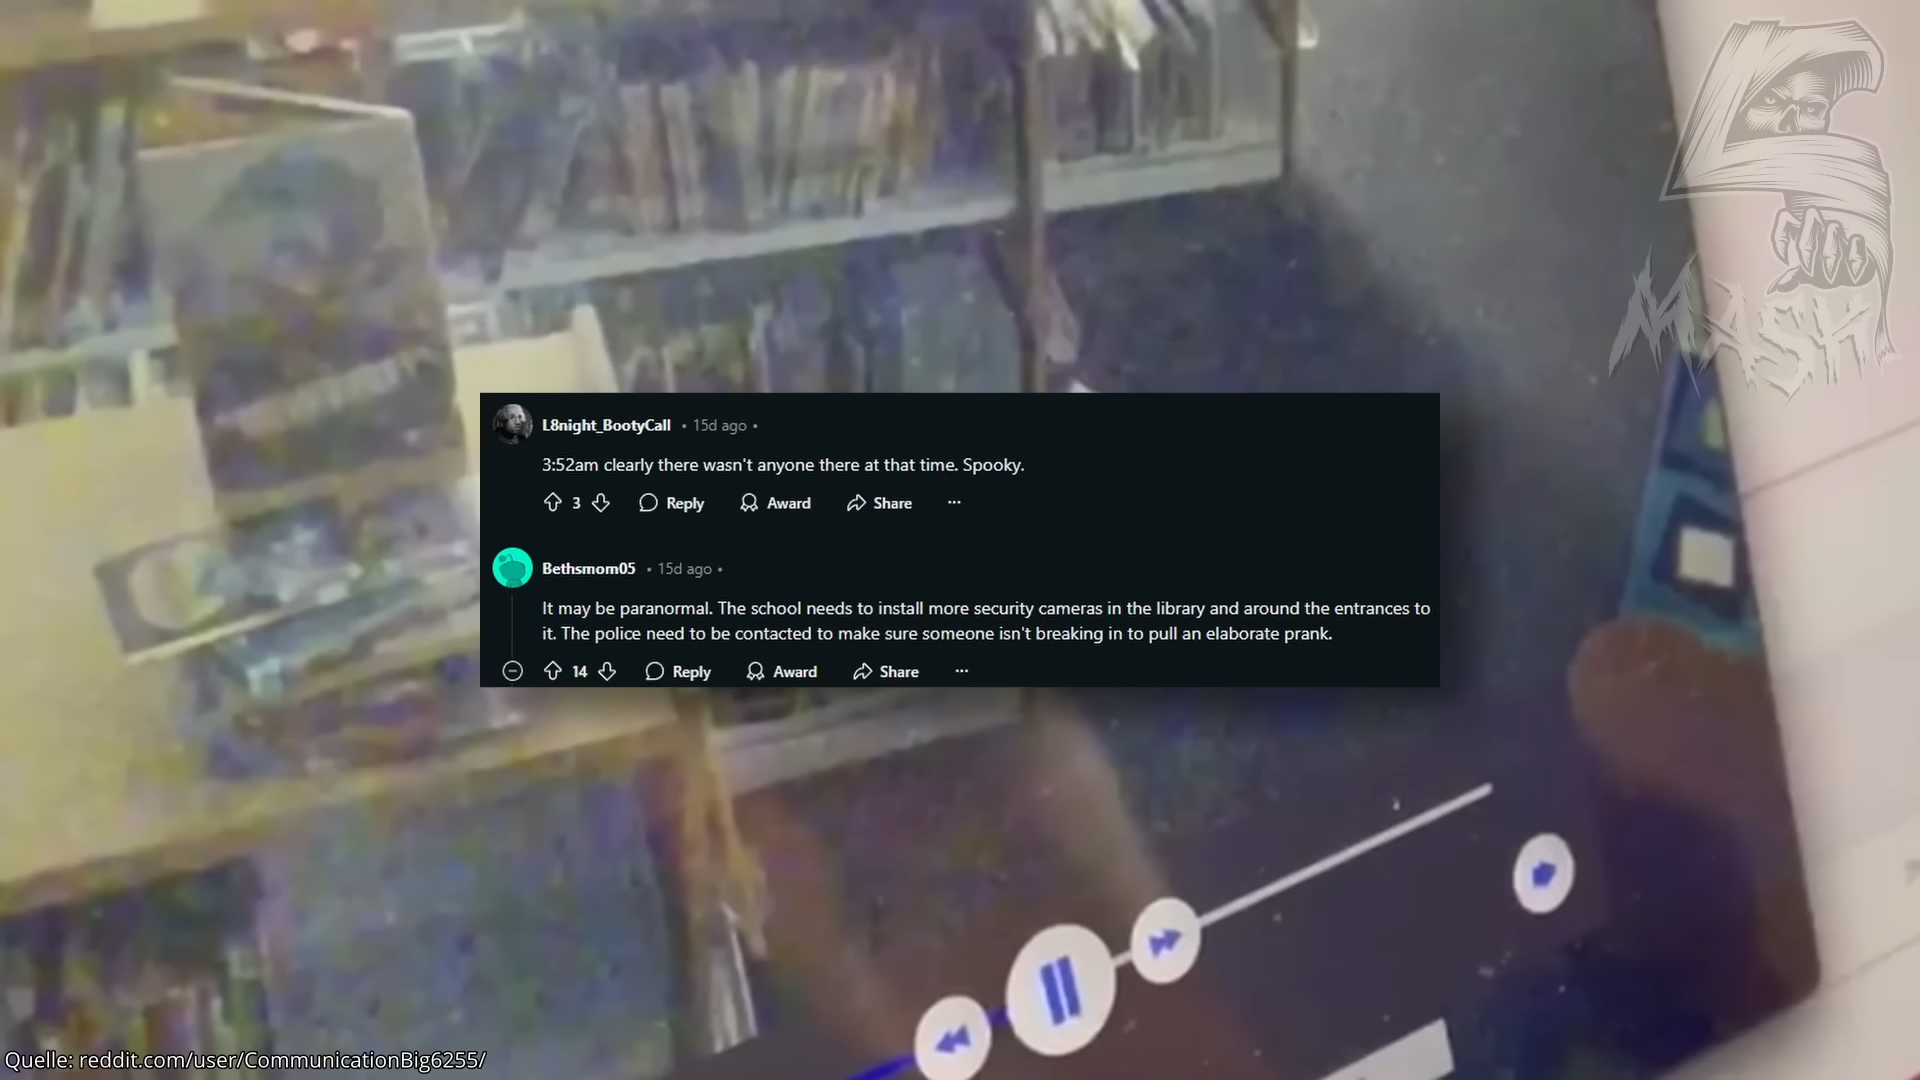 MASK
L8night_BootyCall • 15d ago •
3:52am clearly there wasn't anyone there at that time. Spooky.
3 Reply Award Share ...
Bethsmom05 • 15d ago •
It may be paranormal. The school needs to install more security cameras in the library and around the entrances to
it. The police need to be contacted to make sure someone isn't breaking in to pull an elaborate prank.
14 Reply Award Share ...
Quelle: reddit.com/user/CommunicationBig6255/